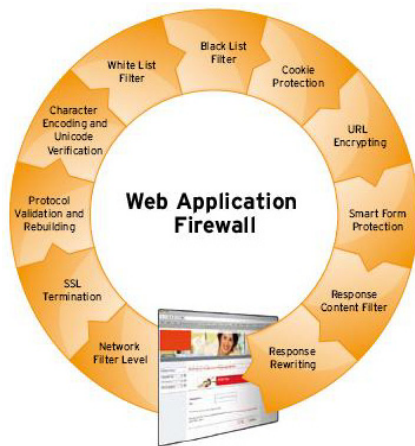 Black List
Filter
White List
Filter
Cookie
Protection
Character
Encoding and
Unicode
Verification
URL
Encrypting
Web Application
Firewall
Protocol
Validation and
Rebuilding
Smart Form
Protection
SSL
Termination
Response
Content Filter
Network
Filter Level
Response
Rewriting